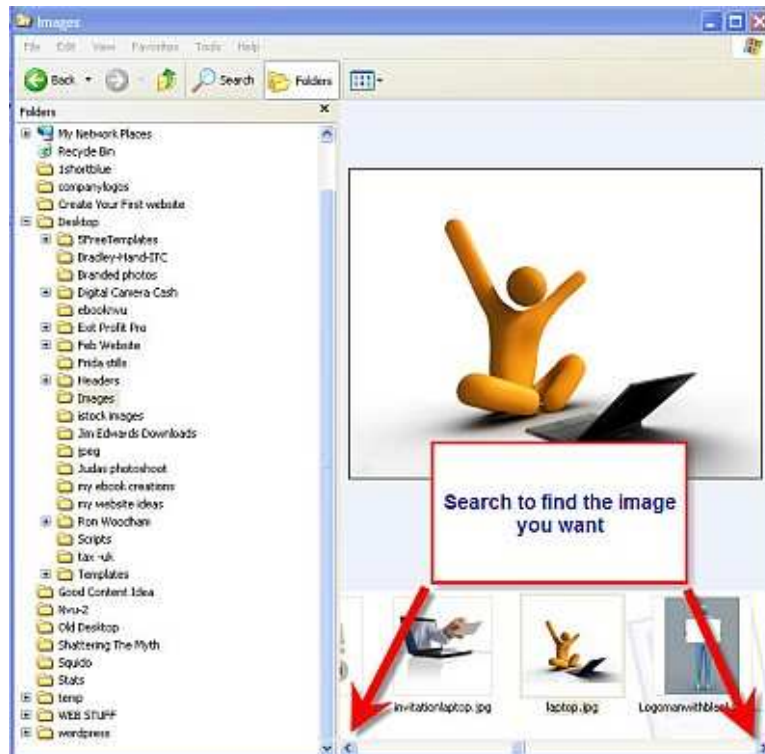 Images
File Edit View Favorites Tools Help
Back Search Folders
Folders
My Network Places
Recycle Bin
1shortblue
companylogos
Create Your First website
Desktop
5FreeTemplates
Bradley-Hand-ITC
Branded photos
Digital Camera Cash
ebooknvu
Exit Profit Pro
Feb Website
Frida stills
Headers
Images
istock images
Jim Edwards Downloads
jpeg
Judas photoshoot
my ebook creations
my website ideas
Ron Woodham
Scripts
tax -uk
Templates
Good Content Idea
Nvu-2
Old Desktop
Shattering The Myth
Squido
Stats
temp
WEB STUFF
wordpress
Search to find the image
you want
invitationlaptop.jpg laptop.jpg